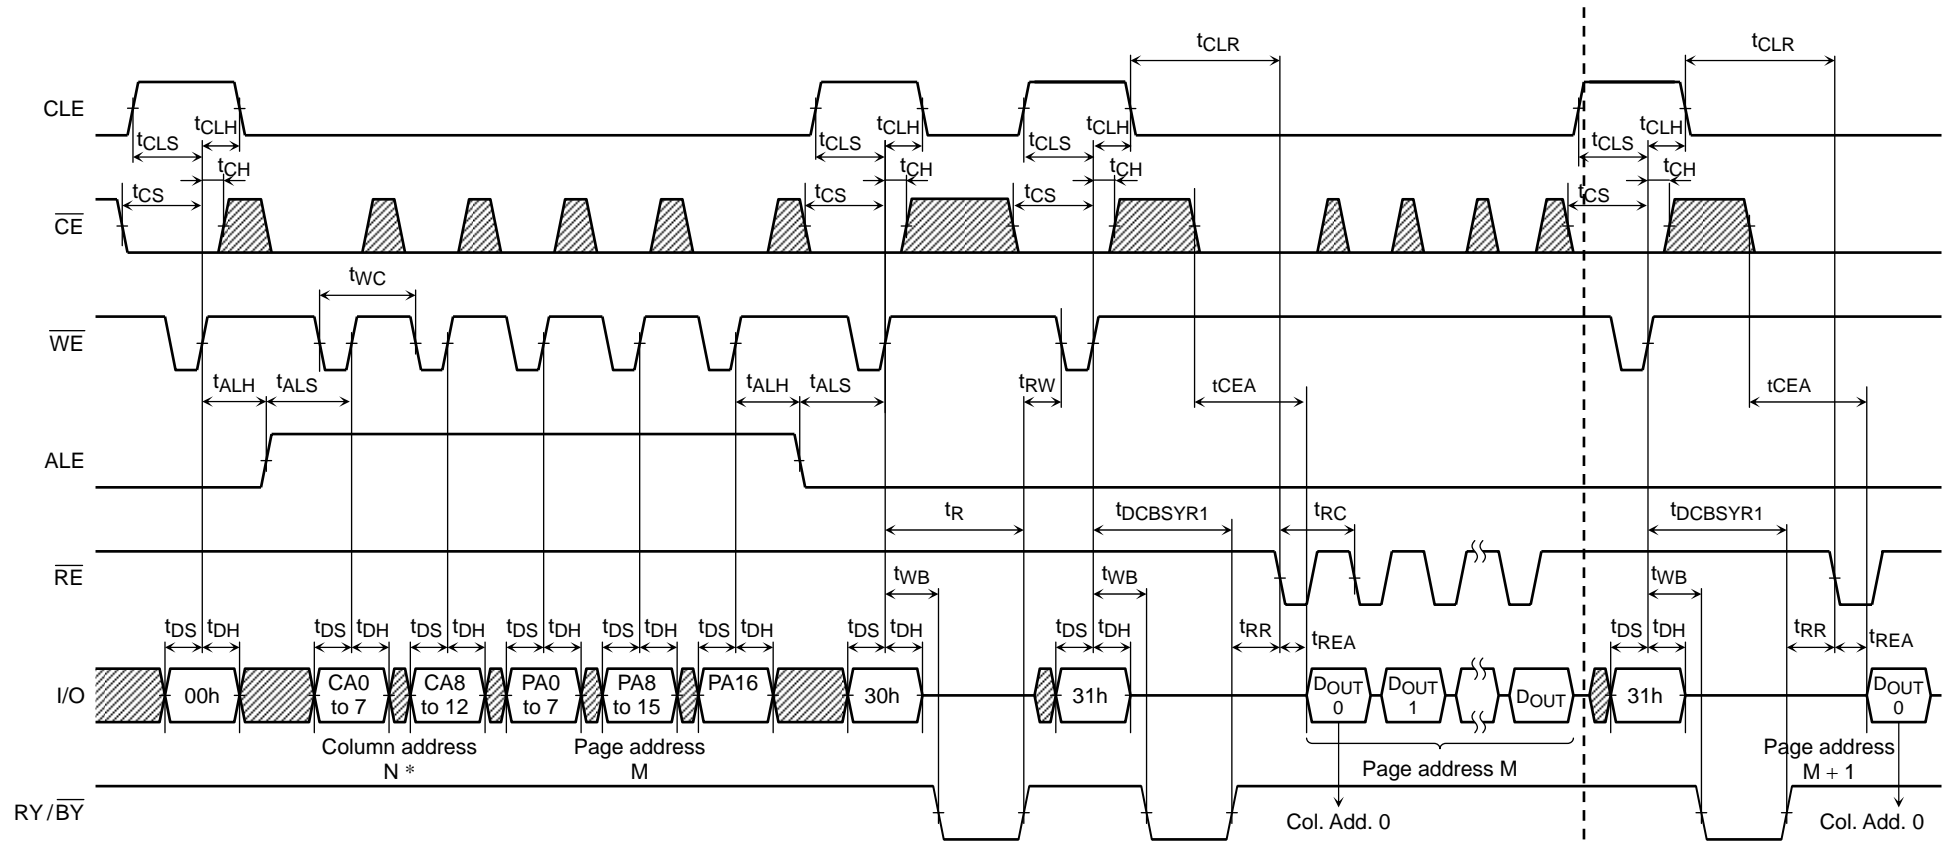 tCLR tCLR
CLE
tCLS tCLH tCLS tCLH tCLS tCLH tCLS tCLH
tCH tCH tCH tCH
tCS tCS tCS tCS
CE
tWC
WE
tALH tALS tALH tALS tRW tCEA tCEA
ALE
tR tDCBSYR1 tRC tDCBSYR1
RE
tWB tWB tWB
tDS tDH tDS tDH tDS tDH tDS tDH tDS tDH tDS tDH tDS tDH tDS tDH tRR tREA tDS tDH tRR tREA
I/O
00h
CA0
to 7
CA8
to 12
PA0
to 7
PA8
to 15
PA16
30h
31h
DOUT
0
DOUT
1
DOUT
31h
DOUT
0
Column address
N *
Page address
M
Page address M
Page address
M + 1
RY/BY
Col. Add. 0
Col. Add. 0